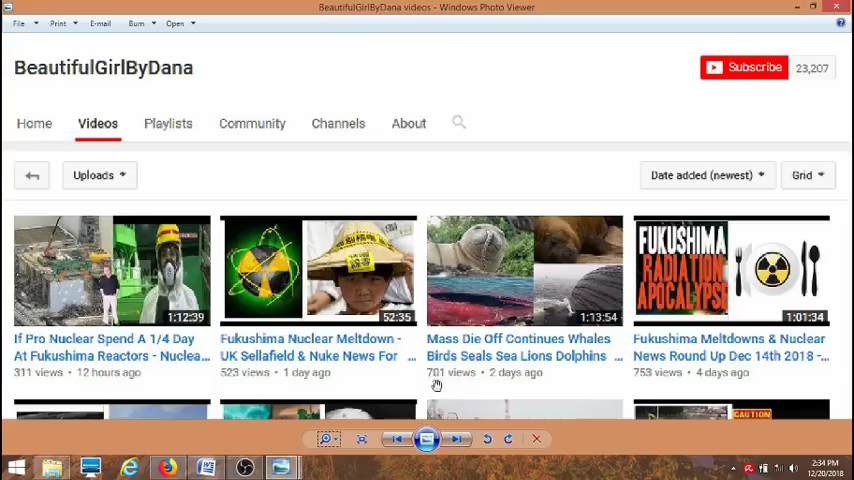 BeautifulGirlByDana videos - Windows Photo Viewer
File Print E-mail Burn Open
BeautifulGirlByDana
Subscribe 23,207
Home Videos Playlists Community Channels About
Uploads Date added (newest) Grid
FUKUSHIMA
RADIATION
APOCALYPSE
1:12:39 52:35 1:13:54 1:01:34
If Pro Nuclear Spend A 1/4 Day
At Fukushima Reactors - Nuclea...
311 views • 12 hours ago
Fukushima Nuclear Meltdown -
UK Sellafield & Nuke News For ...
523 views • 1 day ago
Mass Die Off Continues Whales
Birds Seals Sea Lions Dolphins ...
701 views • 2 days ago
Fukushima Meltdowns & Nuclear
News Round Up Dec 14th 2018 -...
753 views • 4 days ago
CAUTION
2:34 PM
12/20/2018